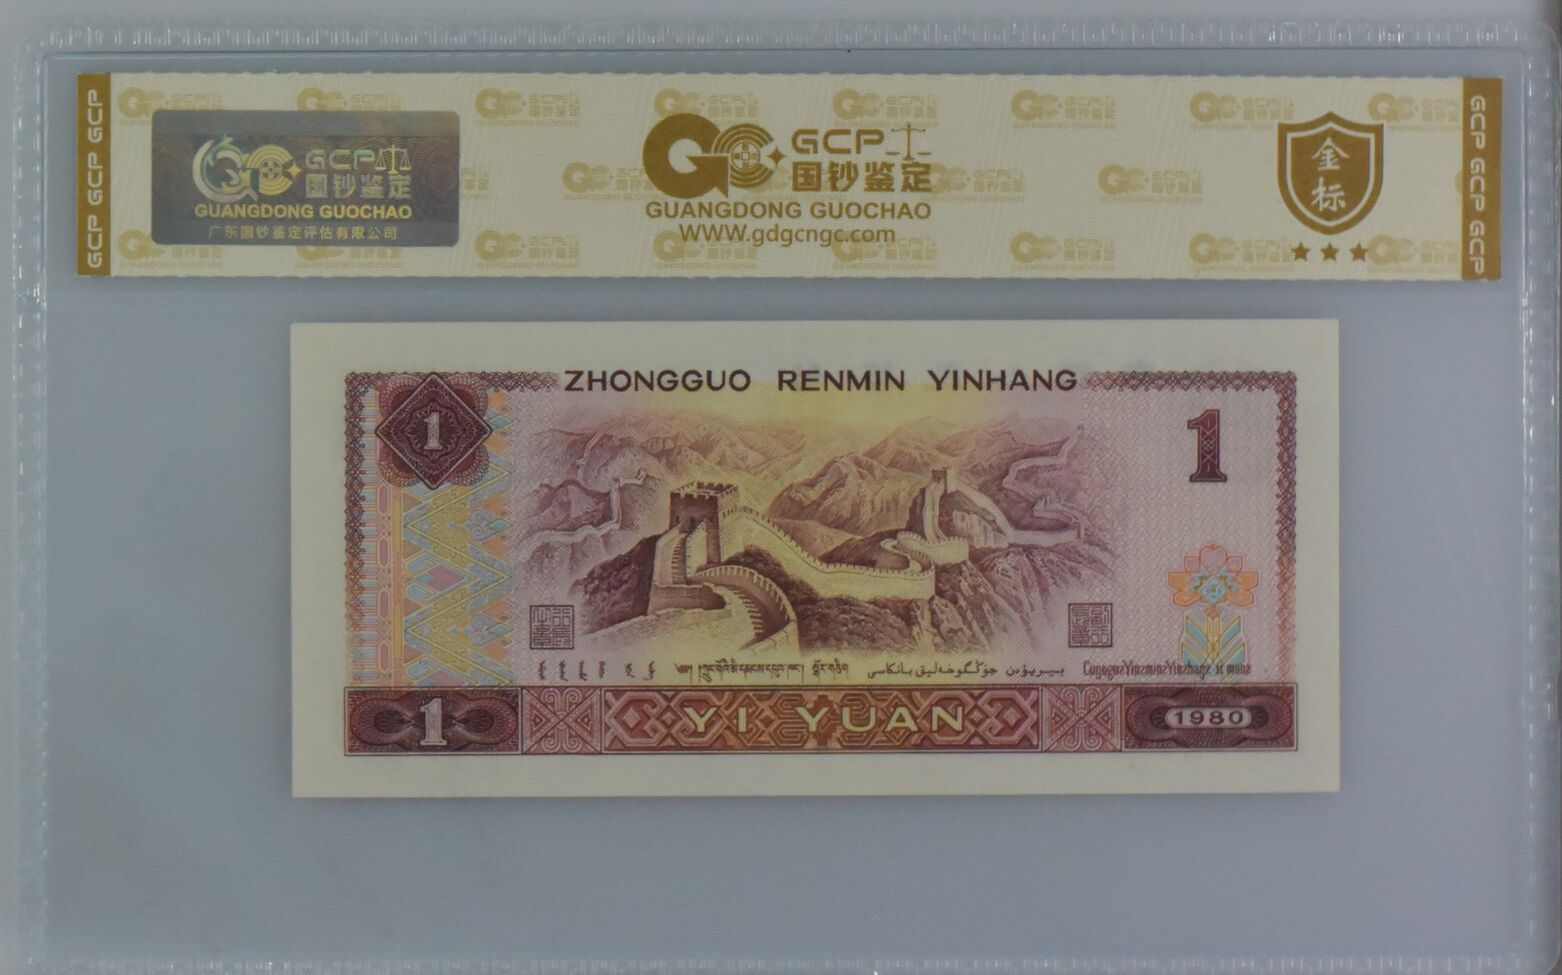 GCP GCP GCP
GCP
国钞鉴定
GUANGDONG GUOCHAO
广东国钞鉴定评估有限公司
GCP
国钞鉴定
GUANGDONG GUOCHAO
WWW.gdgcngc.com
金标
GCP GCP GCP
ZHONGGUO RENMIN YINHANG
1
1
1
YI YUAN
1980